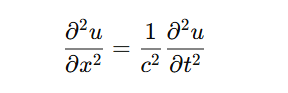 ∂²u/∂x² = 1/c² ∂²u/∂t²